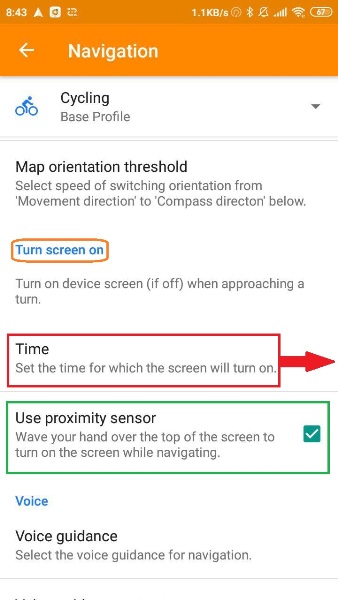 8:43 1.1KB/s 67
Navigation
Cycling
Base Profile
Map orientation threshold
Select speed of switching orientation from
'Movement direction' to 'Compass directon' below.
Turn screen on
Turn on device screen (if off) when approaching a
turn.
Time
Set the time for which the screen will turn on.
Use proximity sensor
Wave your hand over the top of the screen to
turn on the screen while navigating.
Voice
Voice guidance
Select the voice guidance for navigation.